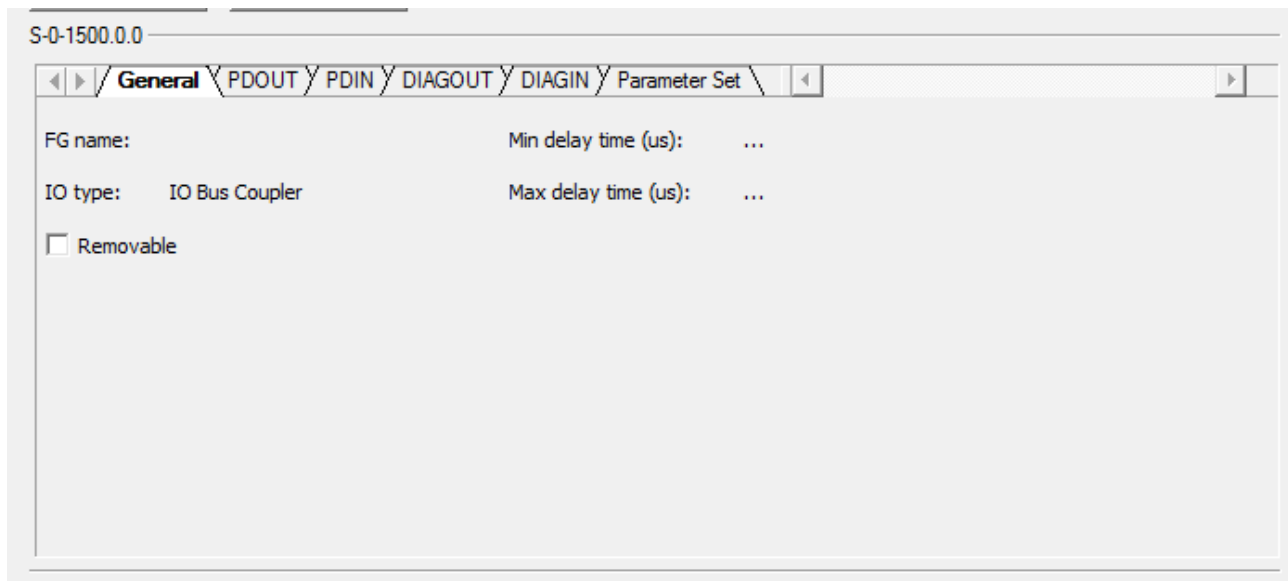 S-0-1500.0.0
General PDOUT PDIN DIAGOUT DIAGIN Parameter Set
FG name: Min delay time (us): ...
IO type: IO Bus Coupler Max delay time (us): ...
Removable